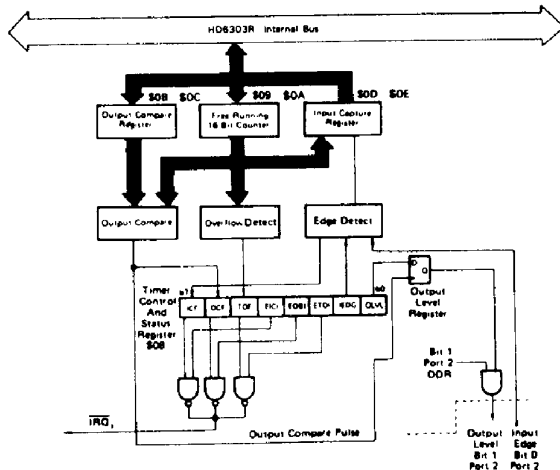 HD6303R Internal Bus
$0B $0C
$09 $0A
$0D $0E
Output Compare
Register
Free Running
16 Bit Counter
Input Capture
Register
Output Compare
Overflow Detect
Edge Detect
Timer
Control
And
Status
Register
$08
b7
b0
ICF
OCF
TOF
EICI
EOCI
ETOI
IEDG
OLVL
D
Q
Output
Level
Register
Bit 1
Port 2
DDR
IRQ
Output Compare Pulse
Output
Level
Bit 1
Port 2
Input
Edge
Bit 0
Port 2